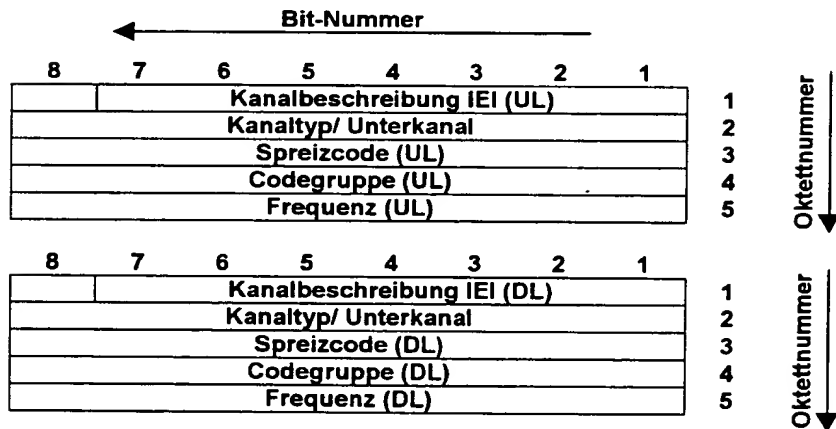 Bit-Nummer
8 7 6 5 4 3 2 1
Kanalbeschreibung IEI (UL) 1
Kanaltyp/ Unterkanal 2
Spreizcode (UL) 3
Codegruppe (UL) 4
Frequenz (UL) 5
Oktettnummer
8 7 6 5 4 3 2 1
Kanalbeschreibung IEI (DL) 1
Kanaltyp/ Unterkanal 2
Spreizcode (DL) 3
Codegruppe (DL) 4
Frequenz (DL) 5
Oktettnummer